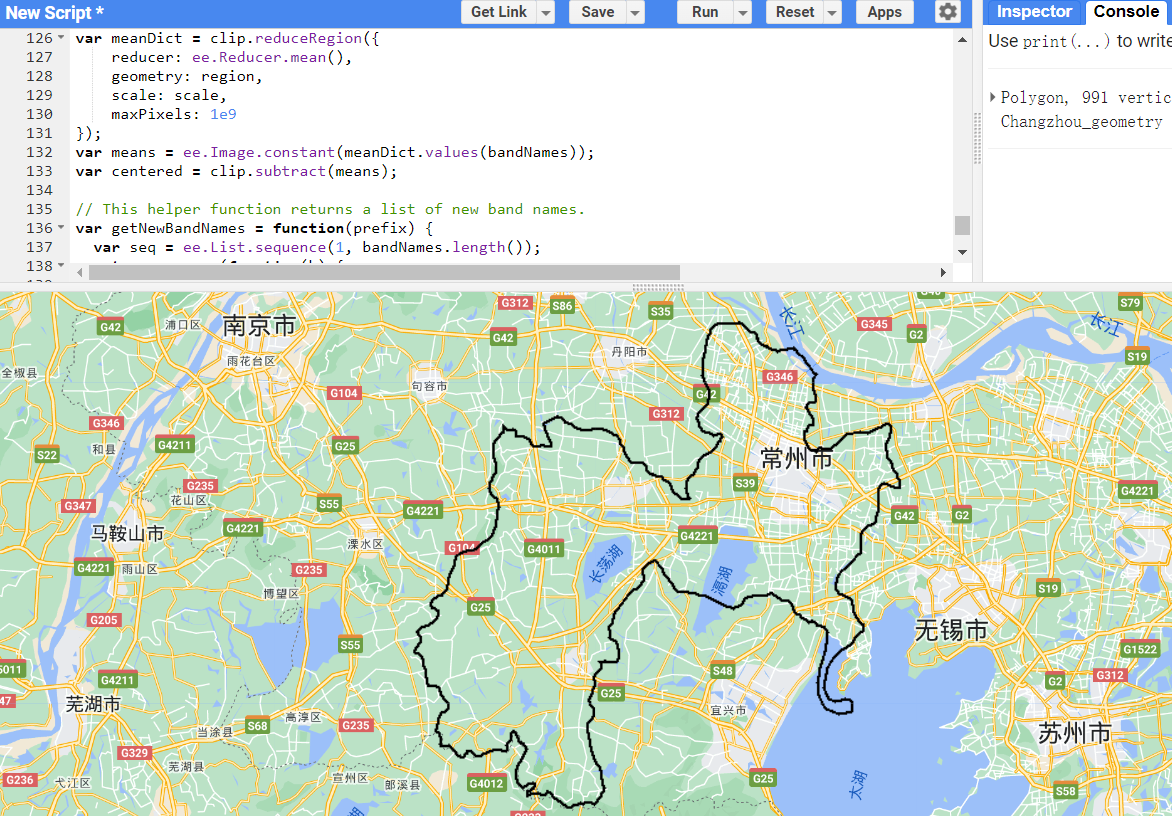 New Script *
Get Link
Save
Run
Reset
Apps
Inspector
Console
126 var meanDict = clip.reduceRegion({
127 reducer: ee.Reducer.mean(),
128 geometry: region,
129 scale: scale,
130 maxPixels: 1e9
131 });
132 var means = ee.Image.constant(meanDict.values(bandNames));
133 var centered = clip.subtract(means);
134
135 // This helper function returns a list of new band names.
136 var getNewBandNames = function(prefix) {
137 var seq = ee.List.sequence(1, bandNames.length());
138
Use print(...) to write
Polygon, 991 vertic
Changzhou_geometry
G312
S86
S35
S79
G42
浦口区
南京市
G42
长江
G345
G2
长江
雨花台区
丹阳市
S19
全椒县
句容市
G346
G104
G42
G312
G346
G4211
和县
S22
G25
常州市
G235
花山区
S39
G4221
G347
S55
G4221
G42
G2
马鞍山市
G4221
溧水区
G104
G4011
G4221
G4221
雨山区
G235
长荡湖
滆湖
博望区
S19
G205
G25
无锡市
S55
G1522
G4211
S48
G2
G312
芜湖市
G25
宜兴市
高淳区
当涂县
S68
G235
苏州市
G329
芜湖县
G236
弋江区
宣州区
郎溪县
G4012
G25
太湖
S58